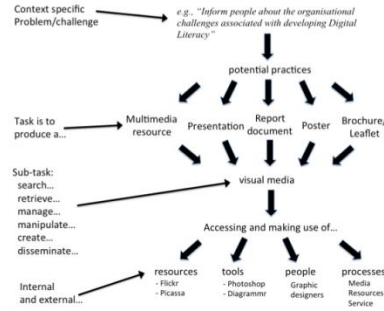 Context specific
Problem/challenge
e.g., "Inform people about the organisational
challenges associated with developing Digital
Literacy"
potential practices
Task is to
produce a...
Multimedia
resource
Presentation
Report
document
Poster
Brochure/
Leaflet
Sub-task:
search...
retrieve...
manage...
manipulate...
create...
disseminate...
visual media
Accessing and making use of...
Internal
and external...
resources
- Flickr
- Picassa
tools
- Photoshop
- Diagrammr
people
Graphic
designers
processes
Media
Resources
Service